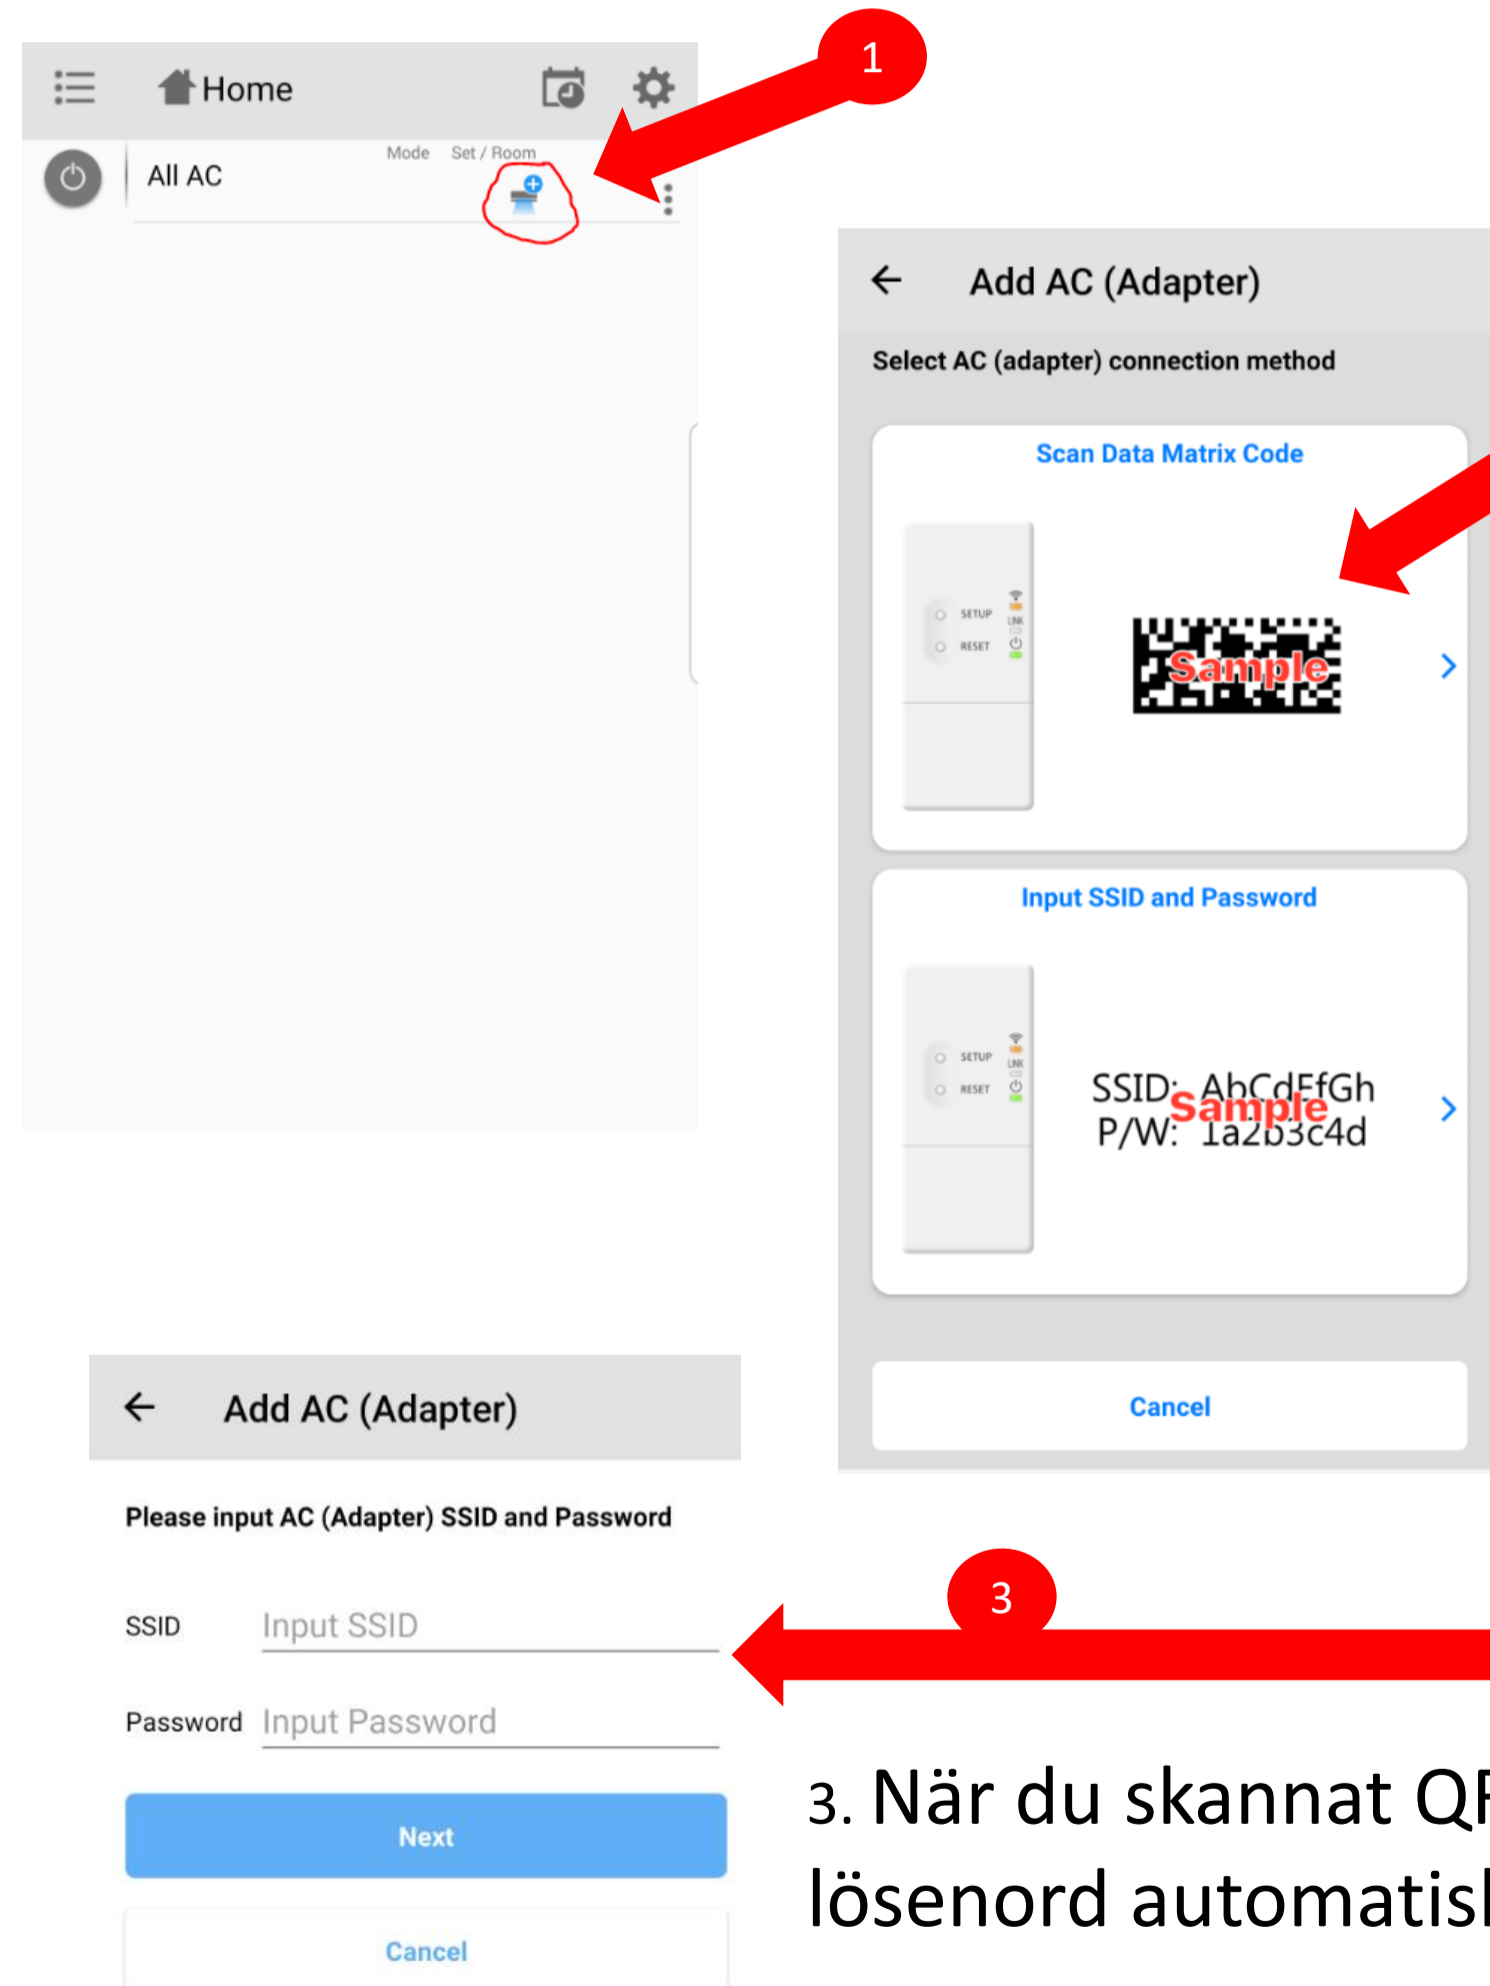 1
Home
Mode Set / Room
All AC
Add AC (Adapter)
Select AC (adapter) connection method
Scan Data Matrix Code
SETUP
LINK
RESET
Sample
Input SSID and Password
SETUP
LINK
RESET
SSID: AbCdEfGh
Sample
P/W: 1a2b3c4d
Cancel
Add AC (Adapter)
Please input AC (Adapter) SSID and Password
SSID Input SSID
Password Input Password
Next
Cancel
3
3. När du skannat
lösenord